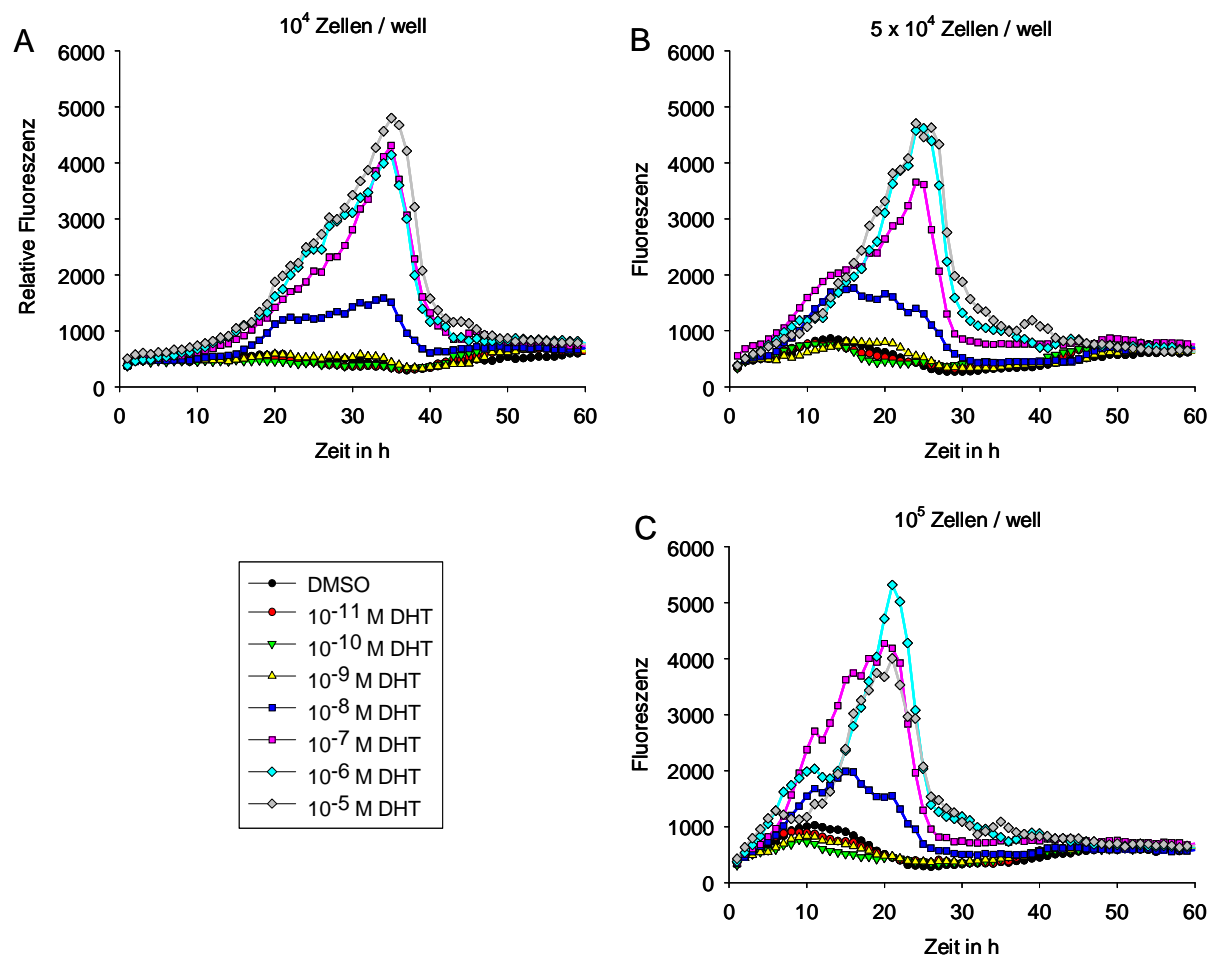 A
10⁴ Zellen / well
Relative Fluoreszenz
6000
5000
4000
3000
2000
1000
0
0 10 20 30 40 50 60
Zeit in h
B
5 x 10⁴ Zellen / well
Fluoreszenz
6000
5000
4000
3000
2000
1000
0
0 10 20 30 40 50 60
Zeit in h
DMSO
10⁻¹¹ M DHT
10⁻¹⁰ M DHT
10⁻⁹ M DHT
10⁻⁸ M DHT
10⁻⁷ M DHT
10⁻⁶ M DHT
10⁻⁵ M DHT
C
10⁵ Zellen / well
Fluoreszenz
6000
5000
4000
3000
2000
1000
0
0 10 20 30 40 50 60
Zeit in h